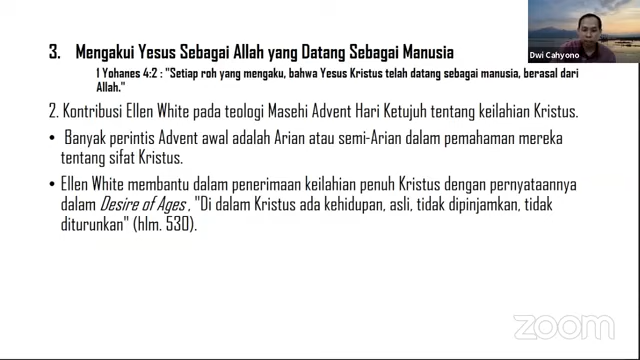 3. Mengakui Yesus Sebagai Allah yang Datang Sebagai Manusia
1 Yohanes 4:2 : "Setiap roh yang mengaku, bahwa Yesus Kristus telah datang sebagai manusia, berasal dari
Allah."
2. Kontribusi Ellen White pada teologi Masehi Advent Hari Ketujuh tentang keilahian Kristus.
• Banyak perintis Advent awal adalah Arian atau semi-Arian dalam pemahaman mereka
tentang sifat Kristus.
• Ellen White membantu dalam penerimaan keilahian penuh Kristus dengan pernyataannya
dalam Desire of Ages , "Di dalam Kristus ada kehidupan, asli, tidak dipinjamkan, tidak
diturunkan" (hlm. 530).
Dwi Cahyono
zoom